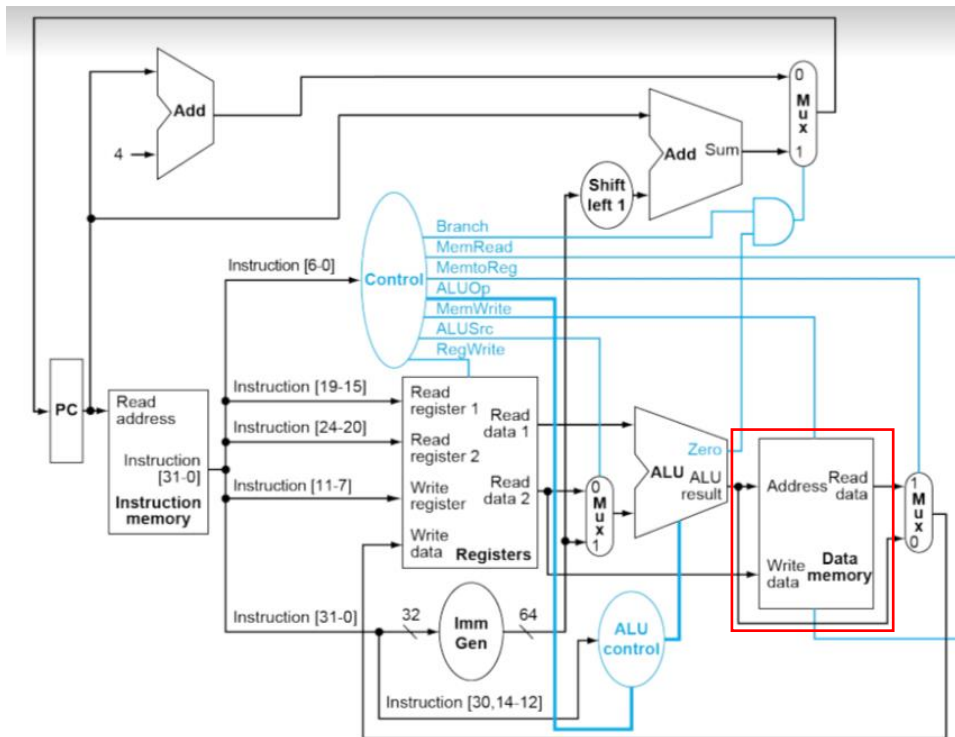 0
M
u
x
1
Add
4
Add Sum
Shift
left 1
Branch
MemRead
MemtoReg
ALUOp
MemWrite
ALUSrc
RegWrite
Control
Instruction [6-0]
Instruction [19-15]
Instruction [24-20]
Instruction [11-7]
Instruction [31-0]
Instruction [30,14-12]
PC
Read
address
Instruction
[31-0]
Instruction
memory
Read
register 1
Read
data 1
Read
register 2
Write
register
Read
data 2
Write
data
Registers
0
M
u
x
1
Zero
ALU
ALU
result
Address
Read
data
Write
data
Data
memory
1
M
u
x
0
32
Imm
Gen
64
ALU
control